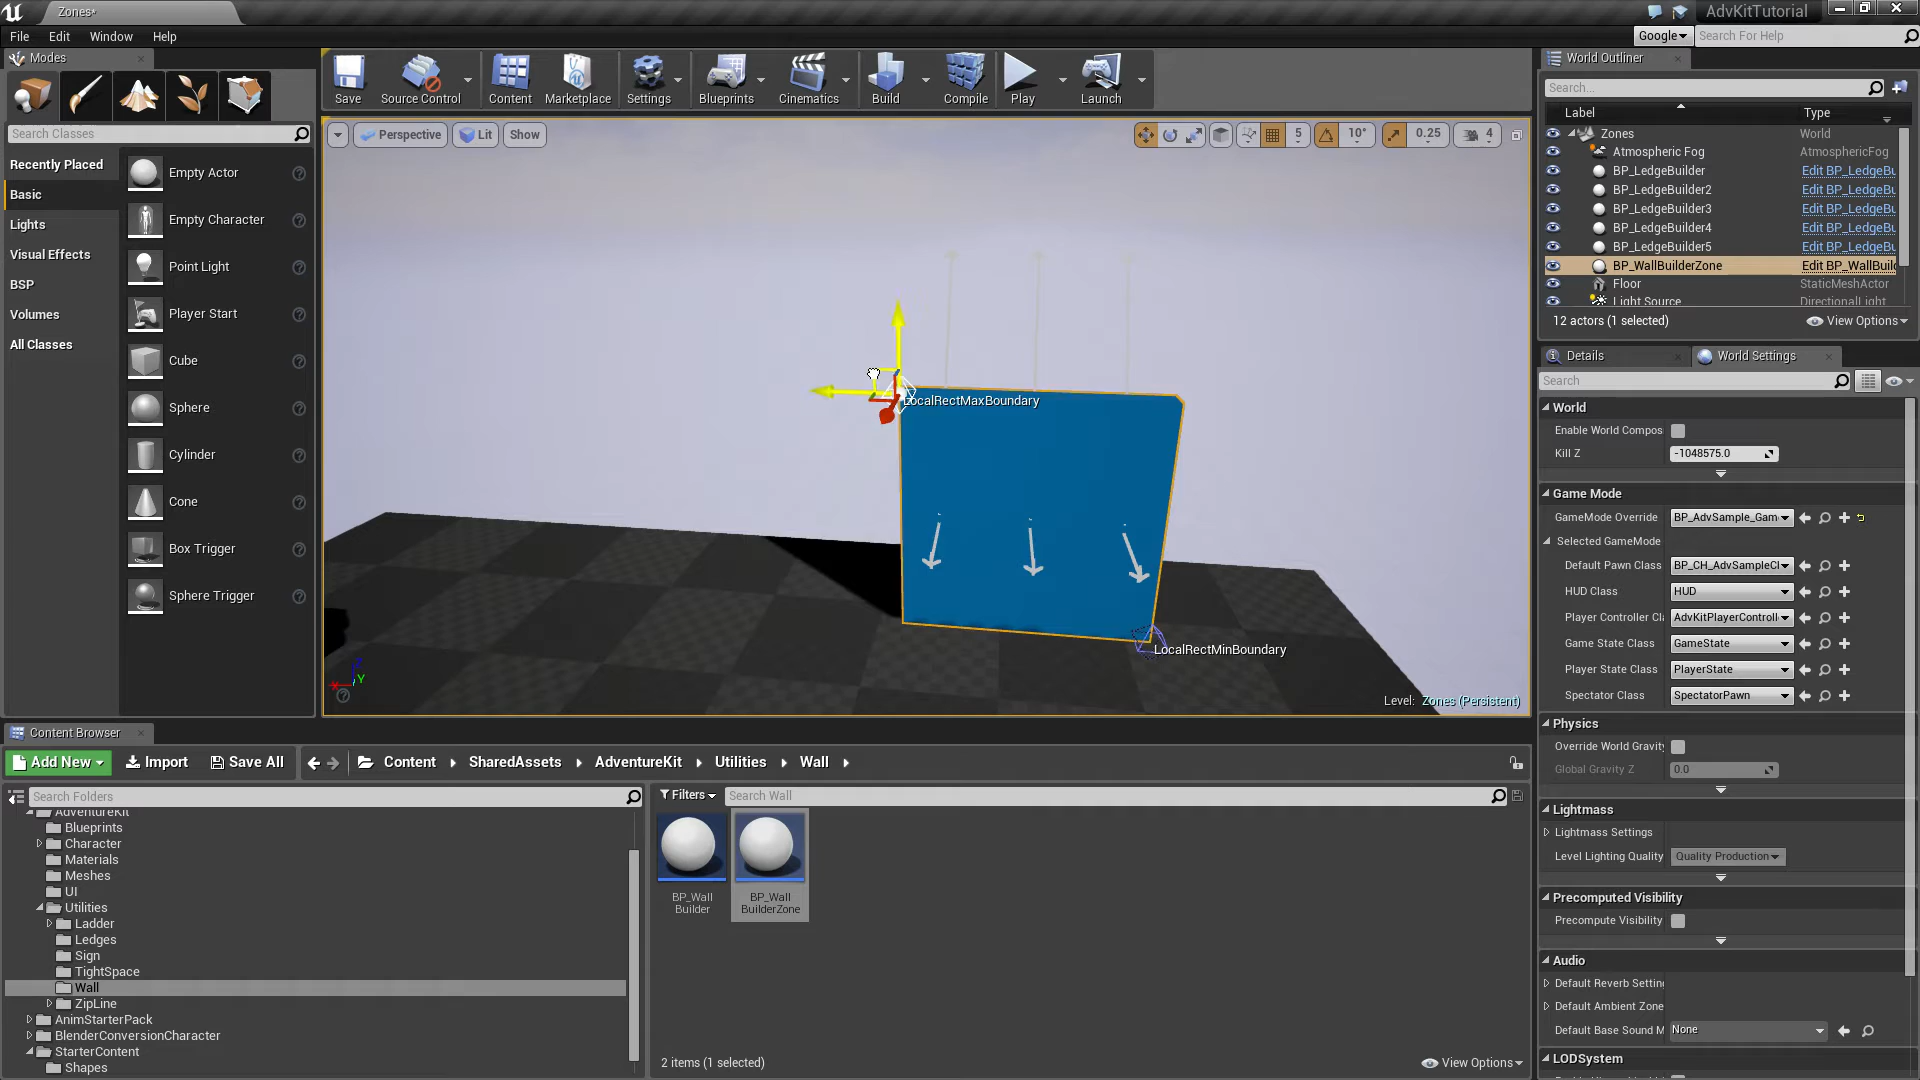 Zones*
AdvKitTutorial
File Edit Window Help
Google
Search For Help
Modes
Search Classes
Recently Placed
Basic
Lights
Visual Effects
BSP
Volumes
All Classes
Empty Actor
Empty Character
Point Light
Player Start
Cube
Sphere
Cylinder
Cone
Box Trigger
Sphere Trigger
Save
Source Control
Content
Marketplace
Settings
Blueprints
Cinematics
Build
Compile
Play
Launch
Perspective
Lit
Show
5
10°
0.25
4
LocalRectMaxBoundary
LocalRectMinBoundary
X
Z
Y
Level: Zones (Persistent)
World Outliner
Search...
Label Type
Zones World
Atmospheric Fog AtmosphericFog
BP_LedgeBuilder Edit BP_LedgeBu
BP_LedgeBuilder2 Edit BP_LedgeBu
BP_LedgeBuilder3 Edit BP_LedgeBu
BP_LedgeBuilder4 Edit BP_LedgeBu
BP_LedgeBuilder5 Edit BP_LedgeBu
BP_WallBuilderZone Edit BP_WallBuild
Floor StaticMeshActor
Light Source DirectionalLight
12 actors (1 selected)
View Options
Details
World Settings
Search
World
Enable World Compos
Kill Z -1048575.0
Game Mode
GameMode Override BP_AdvSample_Gam
Selected GameMode
Default Pawn Class BP_CH_AdvSampleCl
HUD Class HUD
Player Controller Cla AdvKitPlayerControll
Game State Class GameState
Player State Class PlayerState
Spectator Class SpectatorPawn
Physics
Override World Gravity
Global Gravity Z 0.0
Lightmass
Lightmass Settings
Level Lighting Quality Quality Production
Precomputed Visibility
Precompute Visibility
Audio
Default Reverb Setting
Default Ambient Zone
Default Base Sound M None
LODSystem
Content Browser
Add New
Import
Save All
Content
SharedAssets
AdventureKit
Utilities
Wall
Search Folders
AdventureKit
Blueprints
Character
Materials
Meshes
UI
Utilities
Ladder
Ledges
Sign
TightSpace
Wall
ZipLine
AnimStarterPack
BlenderConversionCharacter
StarterContent
Shapes
Filters
Search Wall
BP_Wall
Builder
BP_Wall
BuilderZone
2 items (1 selected)
View Options